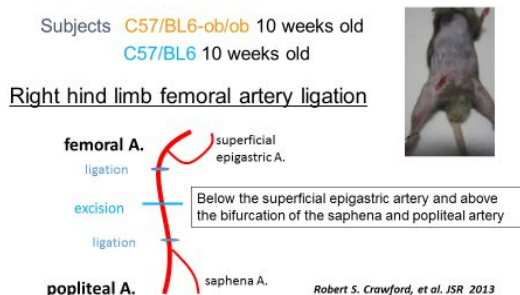 Subjects C57/BL6-ob/ob 10 weeks old
C57/BL6 10 weeks old
Right hind limb femoral artery ligation
femoral A.
superficial
epigastric A.
ligation
excision
Below the superficial epigastric artery and above
the bifurcation of the saphena and popliteal artery
ligation
saphena A.
popliteal A.
Robert S. Crawford, et al. JSR 2013